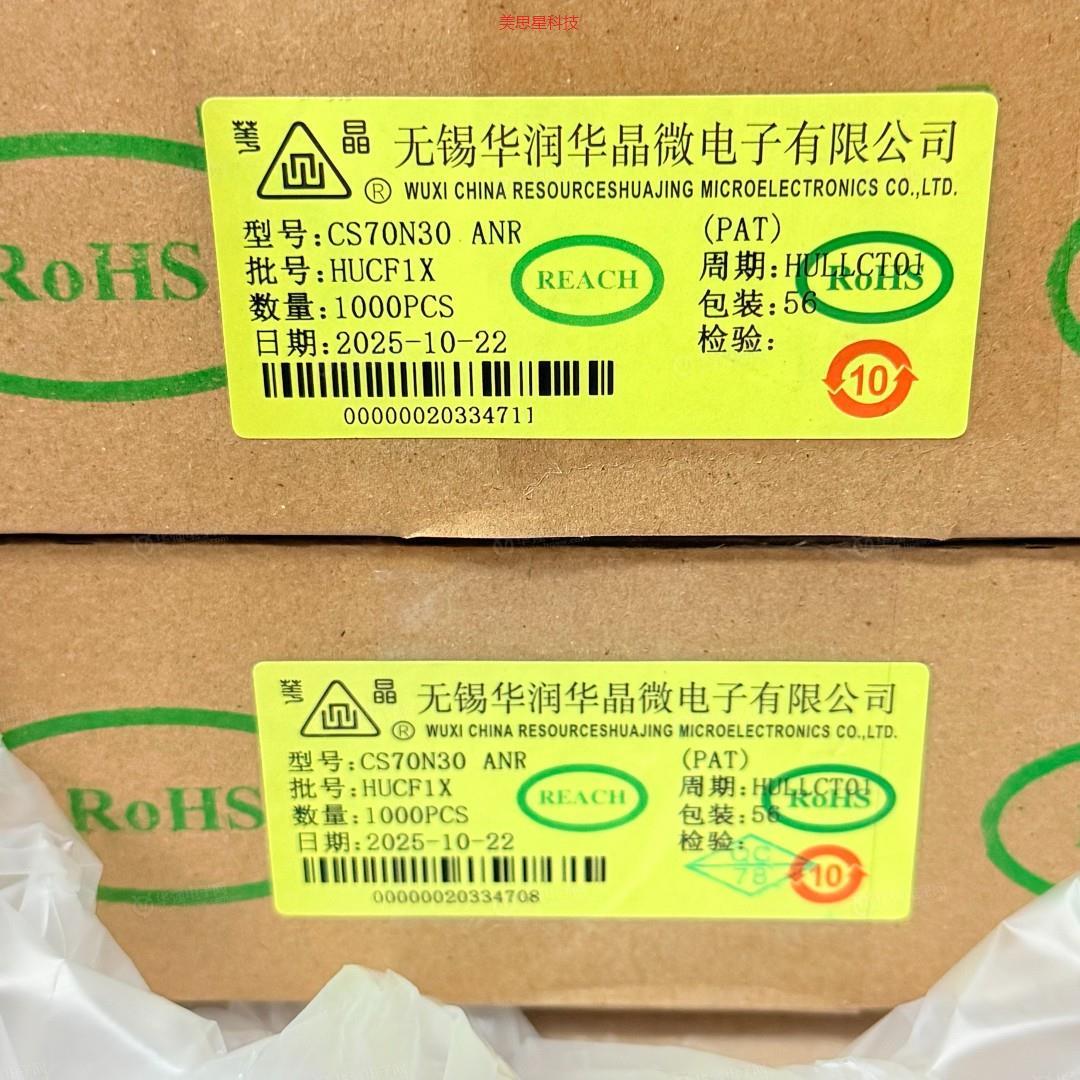 美思星科技
華 晶 无锡华润华晶微电子有限公司
® WUXI CHINA RESOURCESHUAJING MICROELECTRONICS CO.,LTD.
型号:CS70N30 ANR (PAT)
批号:HUCF1X REACH 周期:HULLCT01 RoHS
数量:1000PCS 包装:56
日期:2025-10-22 检验:
10
00000020334711
RoHS
華 晶 无锡华润华晶微电子有限公司
® WUXI CHINA RESOURCESHUAJING MICROELECTRONICS CO.,LTD.
型号:CS70N30 ANR (PAT)
批号:HUCF1X REACH 周期:HULLCT01 RoHS
数量:1000PCS 包装:56
日期:2025-10-22 检验:
QC
78
10
00000020334708
RoHS